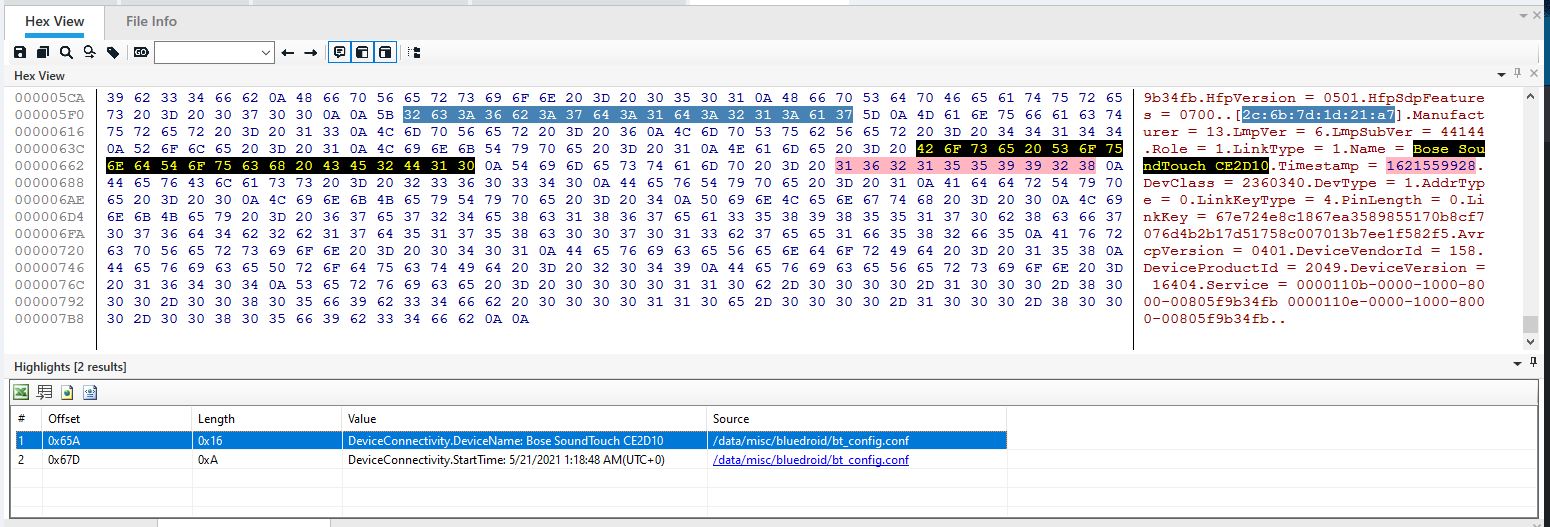 Hex View
File Info
GO
Hex View
000005CA 39 62 33 34 66 62 0A 48 66 70 56 65 72 73 69 6F 6E 20 3D 20 30 35 30 31 0A 48 66 70 53 64 70 46 65 61 74 75 72 65 9b34fb.HfpVersion = 0501.HfpSdpFeature
000005F0 73 20 3D 20 30 37 30 30 0A 0A 5B 32 63 3A 36 62 3A 37 64 3A 31 64 3A 32 31 3A 61 37 5D 0A 4D 61 6E 75 66 61 63 74 s = 0700..[2c:6b:7d:1d:21:a7].Manufact
00000616 75 72 65 72 20 3D 20 31 33 0A 4C 6D 70 56 65 72 20 3D 20 36 0A 4C 6D 70 53 75 62 56 65 72 20 3D 20 34 34 31 34 34 urer = 13.LmpVer = 6.LmpSubVer = 44144
0000063C 0A 52 6F 6C 65 20 3D 20 31 0A 4C 69 6E 6B 54 79 70 65 20 3D 20 31 0A 4E 61 6D 65 20 3D 20 42 6F 73 65 20 53 6F 75 .Role = 1.LinkType = 1.Name = Bose Sou
00000662 6E 64 54 6F 75 63 68 20 43 45 32 44 31 30 0A 54 69 6D 65 73 74 61 6D 70 20 3D 20 31 36 32 31 35 35 39 39 32 38 0A ndTouch CE2D10.Timestamp = 1621559928.
00000688 44 65 76 43 6C 61 73 73 20 3D 20 32 33 36 30 33 34 30 0A 44 65 76 54 79 70 65 20 3D 20 31 0A 41 64 64 72 54 79 70 DevClass = 2360340.DevType = 1.AddrTyp
000006AE 65 20 3D 20 30 0A 4C 69 6E 6B 4B 65 79 54 79 70 65 20 3D 20 34 0A 50 69 6E 4C 65 6E 67 74 68 20 3D 20 30 0A 4C 69 e = 0.LinkKeyType = 4.PinLength = 0.Li
000006D4 6E 6B 4B 65 79 20 3D 20 36 37 65 37 32 34 65 38 63 31 38 36 37 65 61 33 35 38 39 38 35 35 31 37 30 62 38 63 66 37 nkKey = 67e724e8c1867ea3589855170b8cf7
000006FA 30 37 36 64 34 62 32 62 31 37 64 35 31 37 35 38 63 30 30 37 30 31 33 62 37 65 65 31 66 35 38 32 66 35 0A 41 76 72 076d4b2b17d51758c007013b7ee1f582f5.Avr
00000720 63 70 56 65 72 73 69 6F 6E 20 3D 20 30 34 30 31 0A 44 65 76 69 63 65 56 65 6E 64 6F 72 49 64 20 3D 20 31 35 38 0A cpVersion = 0401.DeviceVendorId = 158.
00000746 44 65 76 69 63 65 50 72 6F 64 75 63 74 49 64 20 3D 20 32 30 34 39 0A 44 65 76 69 63 65 56 65 72 73 69 6F 6E 20 3D DeviceProductId = 2049.DeviceVersion =
0000076C 20 31 36 34 30 34 0A 53 65 72 76 69 63 65 20 3D 20 30 30 30 30 31 31 30 62 2D 30 30 30 30 2D 31 30 30 30 2D 38 30 16404.Service = 0000110b-0000-1000-80
00000792 30 30 2D 30 30 38 30 35 66 39 62 33 34 66 62 20 30 30 30 30 31 31 30 65 2D 30 30 30 30 2D 31 30 30 30 2D 38 30 30 00-00805f9b34fb 0000110e-0000-1000-800
000007B8 30 2D 30 30 38 30 35 66 39 62 33 34 66 62 0A 0A 0-00805f9b34fb..
Highlights [2 results]
# Offset Length Value Source
1 0x65A 0x16 DeviceConnectivity.DeviceName: Bose SoundTouch CE2D10 /data/misc/bluedroid/bt_config.conf
2 0x67D 0xA DeviceConnectivity.StartTime: 5/21/2021 1:18:48 AM(UTC+0) /data/misc/bluedroid/bt_config.conf